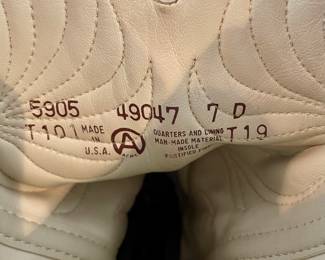 5905 49047 7 D
T101 MADE IN U.S.A. A QUARTERS AND LINING MAN-MADE MATERIAL INSOLE T19